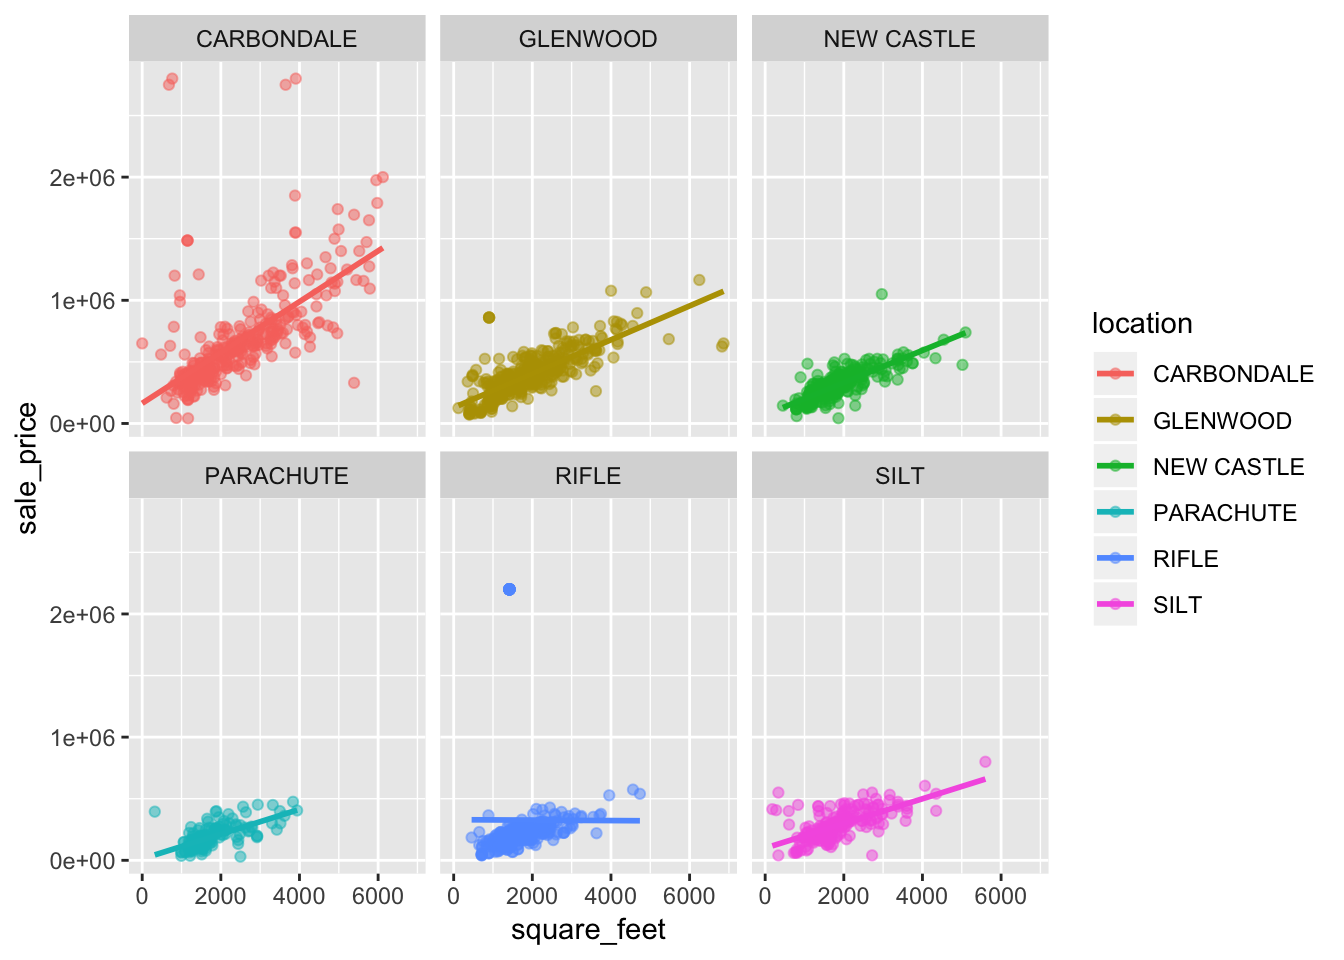 CARBONDALE GLENWOOD NEW CASTLE
2e+06
1e+06
0e+00
PARACHUTE RIFLE SILT
2e+06
1e+06
0e+00
0 2000 4000 6000 0 2000 4000 6000 0 2000 4000 6000
square_feet
sale_price
location
CARBONDALE
GLENWOOD
NEW CASTLE
PARACHUTE
RIFLE
SILT